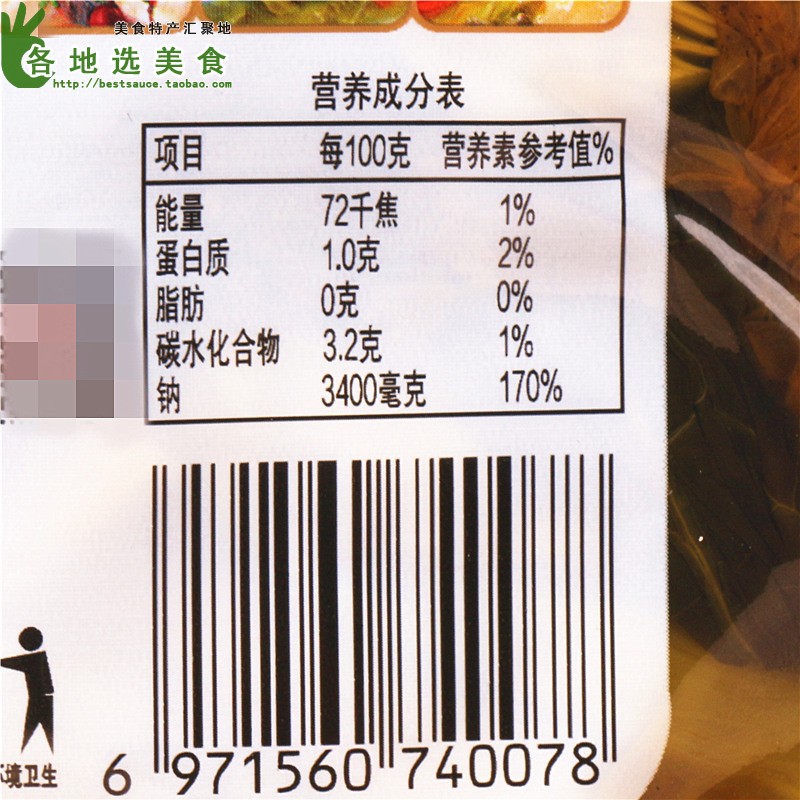 美食特产汇聚地
各地选美食
http://bestsauce.taobao.com
营养成分表
项目 每100克 营养素参考值%
能量 72千焦 1%
蛋白质 1.0克 2%
脂肪 0克 0%
碳水化合物 3.2克 1%
钠 3400毫克 170%
环境卫生
6 971560 740078